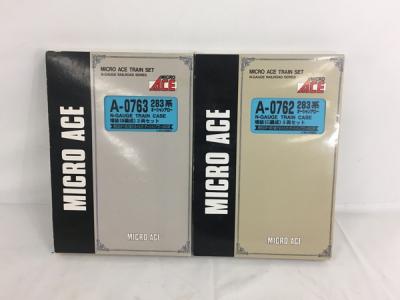 MICRO ACE
MICRO ACE TRAIN SET
N-GAUGE RAILROAD SERIES
MICRO
ACE
A-0763 283系
オーシャンアロー
N-GAUGE TRAIN CASE
MICRO ACE
MICRO ACE
MICRO ACE TRAIN SET
N-GAUGE RAILROAD SERIES
MICRO
ACE
A-0762 283系
オーシャンアロー
N-GAUGE TRAIN CASE
MICRO ACE